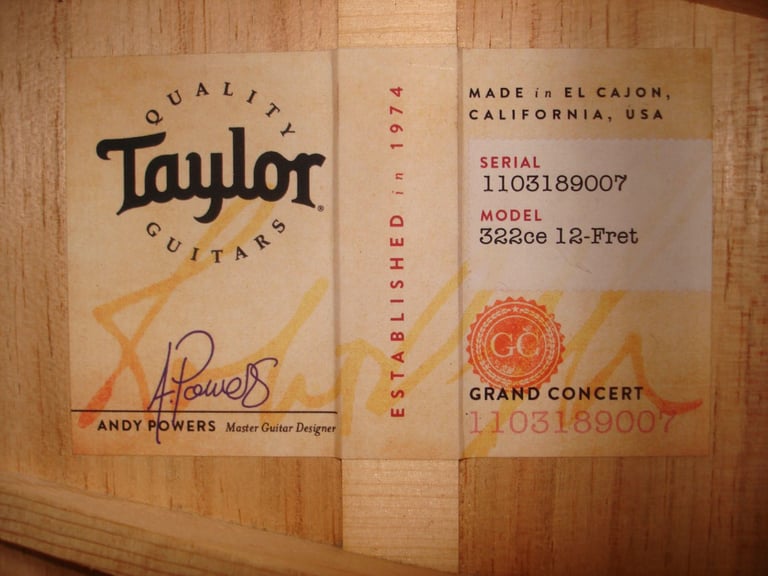 QUALITY
Taylor®
GUITARS
A. Powers
ANDY POWERS Master Guitar Designer
ESTABLISHED in 1974
MADE in EL CAJON,
CALIFORNIA, USA
SERIAL
1103189007
MODEL
322ce 12-Fret
GC
GRAND CONCERT
1103189007